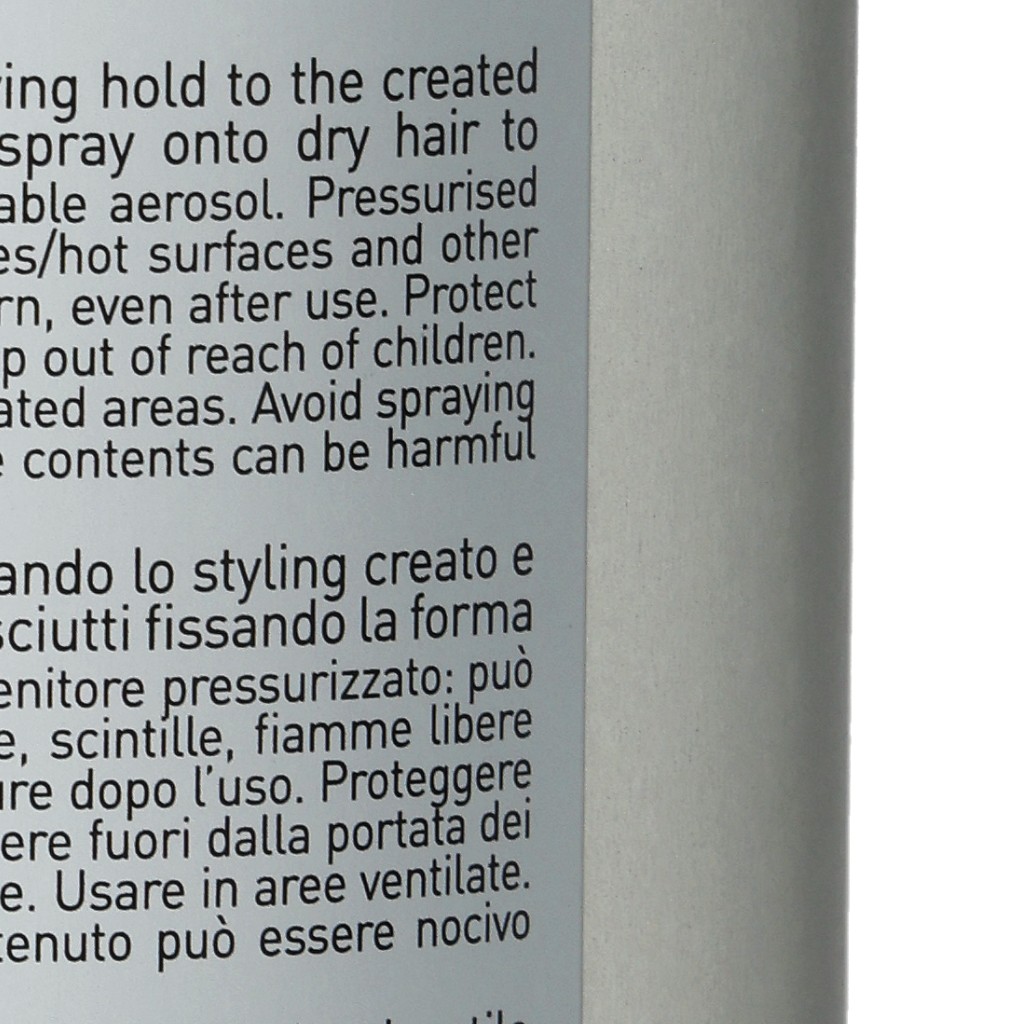 ing hold to the created
spray onto dry hair to
able aerosol. Pressurised
es/hot surfaces and other
rn, even after use. Protect
p out of reach of children.
ated areas. Avoid spraying
e contents can be harmful
ando lo styling creato e
sciutti fissando la forma
enitore pressurizzato: può
e, scintille, fiamme libere
ure dopo l'uso. Proteggere
ere fuori dalla portata dei
e. Usare in aree ventilate.
tenuto può essere nocivo